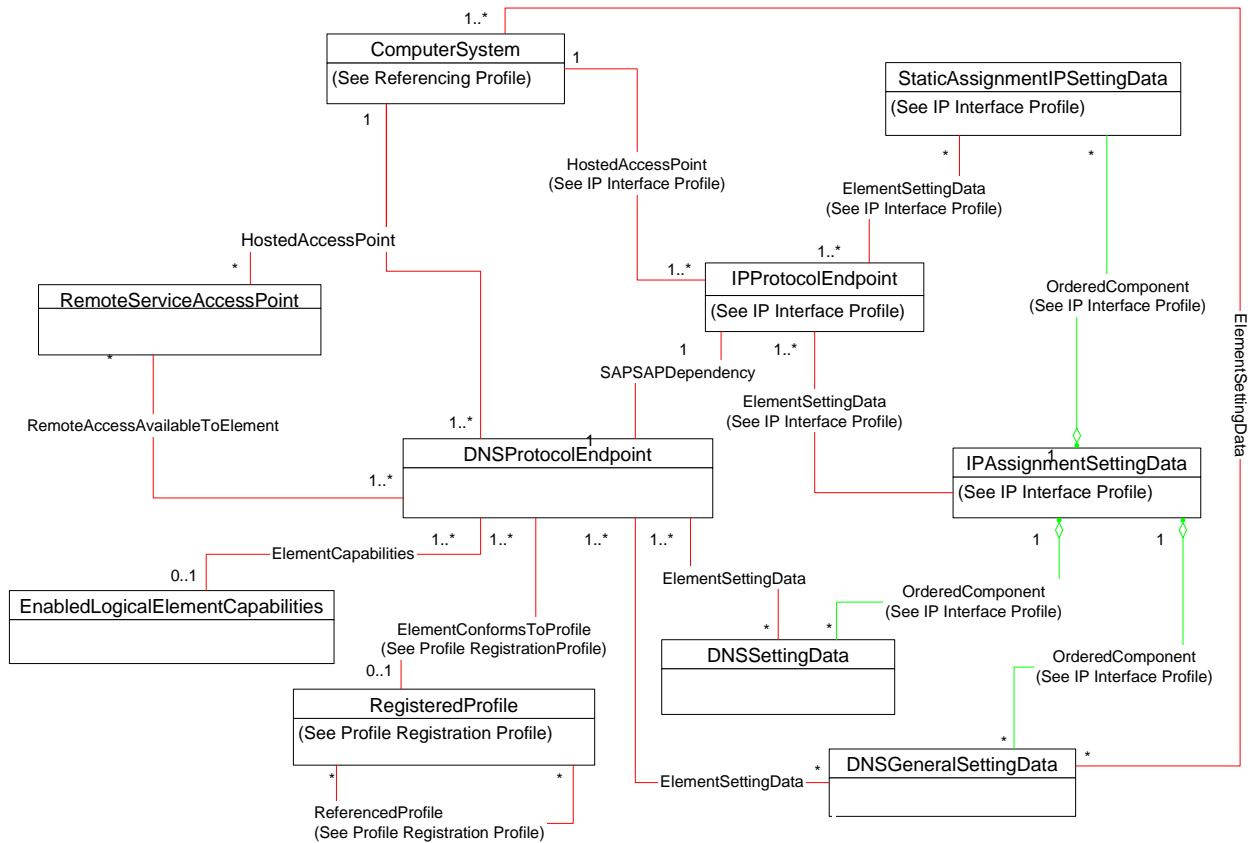 1..*
ComputerSystem
(See Referencing Profile)
1
1
StaticAssignmentIPSettingData
(See IP Interface Profile)
*
*
HostedAccessPoint
(See IP Interface Profile)
ElementSettingData
(See IP Interface Profile)
HostedAccessPoint
*
1..*
1..*
IPProtocolEndpoint
(See IP Interface Profile)
OrderedComponent
(See IP Interface Profile)
ElementSettingData
RemoteServiceAccessPoint
*
1
1..*
SAPSAPDependency
ElementSettingData
(See IP Interface Profile)
RemoteAccessAvailableToElement
1..*
1
DNSProtocolEndpoint
1..*
1
IPAssignmentSettingData
(See IP Interface Profile)
1..*
1..*
1..*
1..*
1
1
ElementCapabilities
0..1
EnabledLogicalElementCapabilities
ElementSettingData
OrderedComponent
(See IP Interface Profile)
ElementConformsToProfile
(See Profile RegistrationProfile)
*
*
DNSSettingData
OrderedComponent
(See IP Interface Profile)
0..1
RegisteredProfile
(See Profile Registration Profile)
*
*
*
*
DNSGeneralSettingData
*
ElementSettingData
ReferencedProfile
(See Profile Registration Profile)